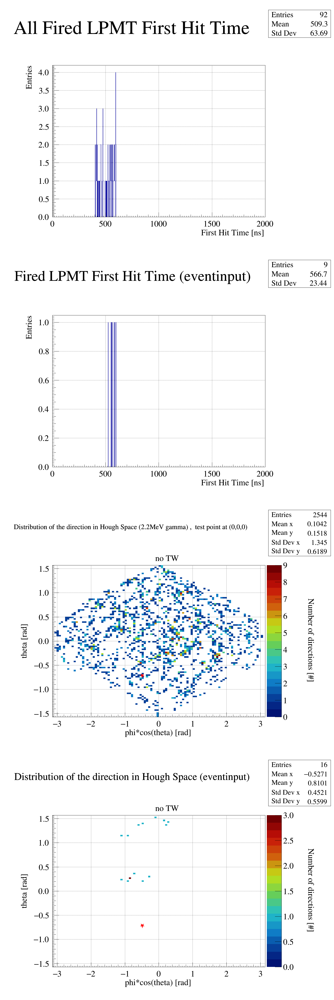 All Fired LPMT First Hit Time
Entries 92
Mean 509.3
Std Dev 63.69
Entries
4.0
3.5
3.0
2.5
2.0
1.5
1.0
0.5
0.0
0 500 1000 1500 2000
First Hit Time [ns]
Fired LPMT First Hit Time (eventinput)
Entries 9
Mean 566.7
Std Dev 23.44
Entries
1.0
0.8
0.6
0.4
0.2
0.0
0 500 1000 1500 2000
First Hit Time [ns]
Distribution of the direction in Hough Space (2.2MeV gamma) , test point at (0,0,0)
Entries 2544
Mean x 0.1042
Mean y 0.1518
Std Dev x 1.345
Std Dev y 0.6189
no TW
theta [rad]
1.5
1.0
0.5
0.0
−0.5
−1.0
−1.5
−3 −2 −1 0 1 2 3
phi*cos(theta) [rad]
9
8
7
6
5
4
3
2
1
0
Number of directions [#]
Distribution of the direction in Hough Space (eventinput)
Entries 16
Mean x −0.5271
Mean y 0.8101
Std Dev x 0.4521
Std Dev y 0.5599
no TW
theta [rad]
1.5
1.0
0.5
0.0
−0.5
−1.0
−1.5
−3 −2 −1 0 1 2 3
phi*cos(theta) [rad]
3.0
2.5
2.0
1.5
1.0
0.5
0.0
Number of directions [#]